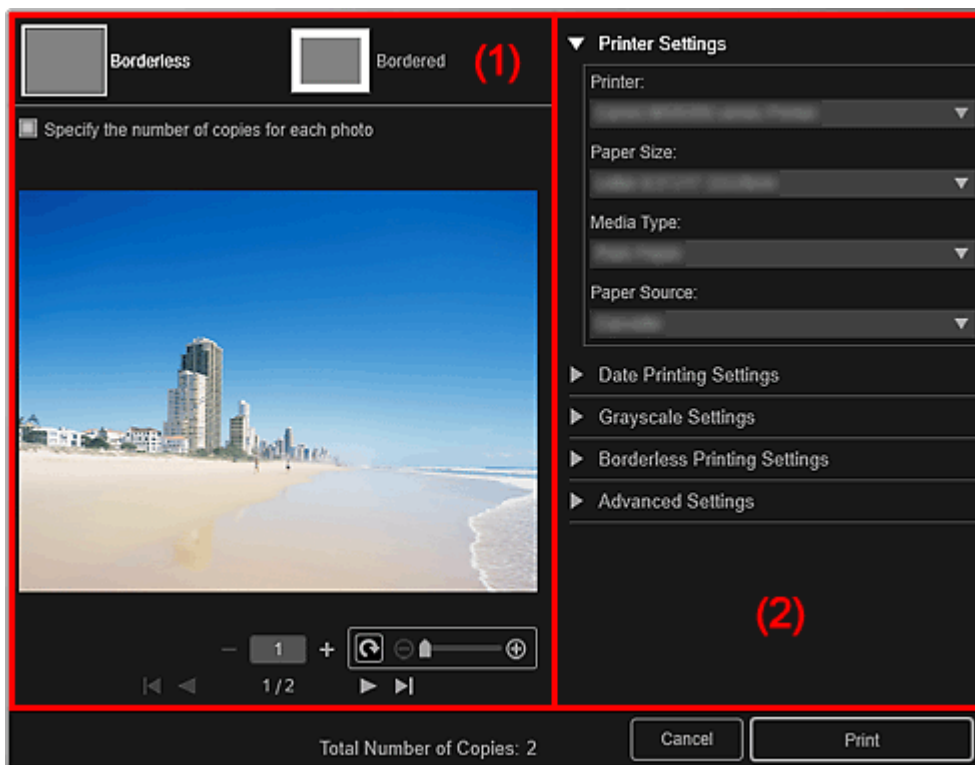 Borderless
Bordered
(1)
Specify the number of copies for each photo
1
1 / 2
Printer Settings
Printer:
Paper Size:
Media Type:
Paper Source:
Date Printing Settings
Grayscale Settings
Borderless Printing Settings
Advanced Settings
(2)
Total Number of Copies: 2
Cancel
Print